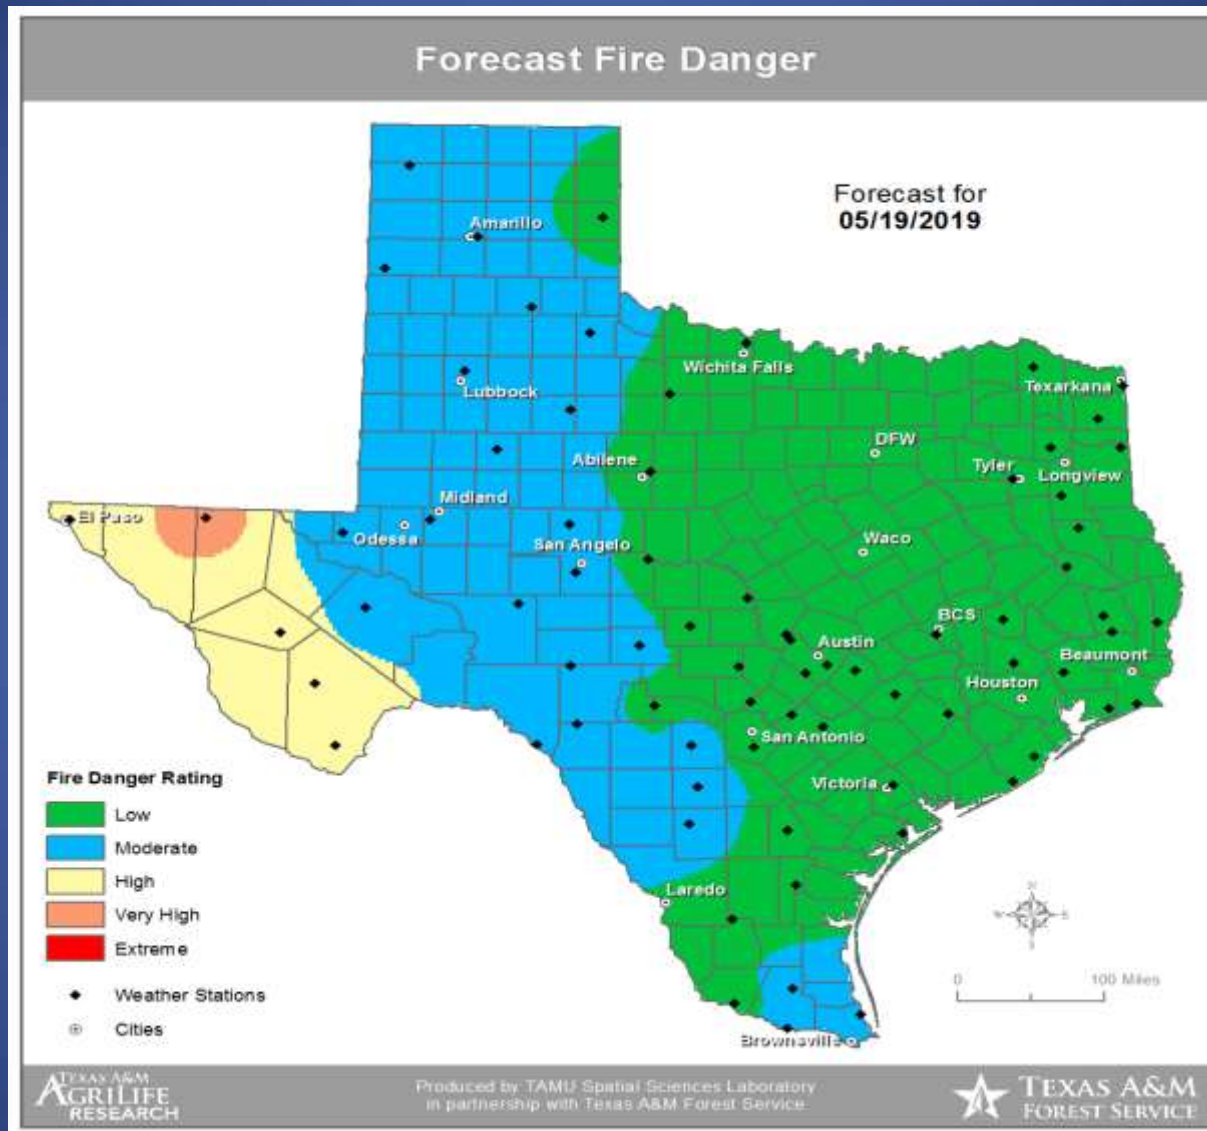 Forecast Fire Danger
Forecast for
05/19/2019
Amarillo
Wichita Falls
Texarkana
Lubbock
DFW
Abilene
Tyler
Longview
Midland
El Paso
Odessa
San Angelo
Waco
BCS
Austin
Beaumont
Houston
San Antonio
Victoria
Laredo
Brownsville
Fire Danger Rating
Low
Moderate
High
Very High
Extreme
Weather Stations
Cities
N
W E
S
0 100 Miles
TEXAS A&M
AGRILIFE
RESEARCH
Produced by TAMU Spatial Sciences Laboratory
in partnership with Texas A&M Forest Service
TEXAS A&M
FOREST SERVICE